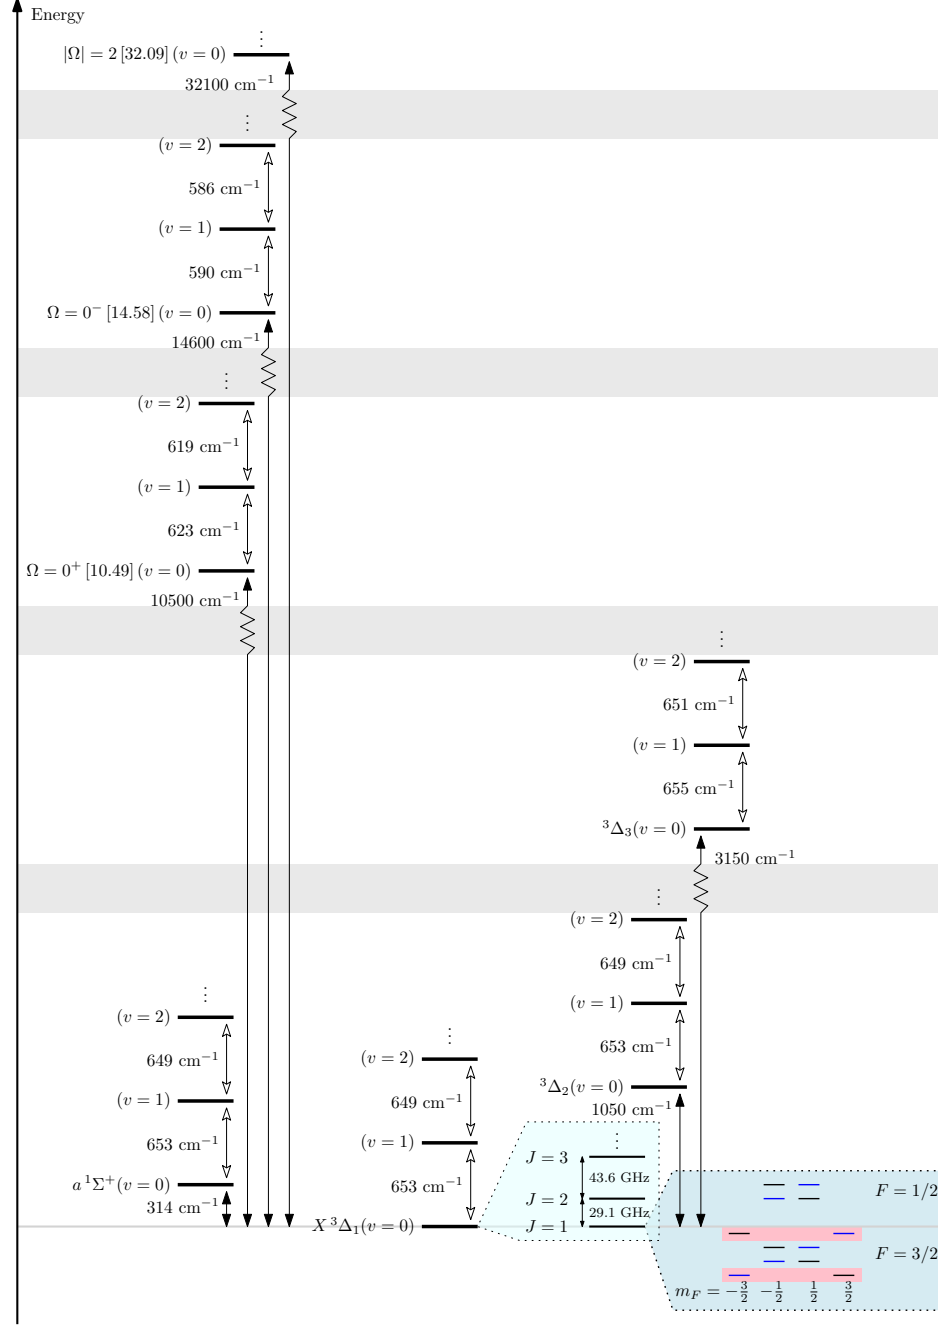 Energy
⋮
|Ω| = 2 [32.09] (v = 0)
32100 cm⁻¹
⋮
(v = 2)
586 cm⁻¹
(v = 1)
590 cm⁻¹
Ω = 0⁻ [14.58] (v = 0)
14600 cm⁻¹
⋮
(v = 2)
619 cm⁻¹
(v = 1)
623 cm⁻¹
Ω = 0⁺ [10.49] (v = 0)
10500 cm⁻¹
⋮
(v = 2)
651 cm⁻¹
(v = 1)
655 cm⁻¹
³Δ₃(v = 0)
3150 cm⁻¹
⋮
(v = 2)
649 cm⁻¹
(v = 1)
653 cm⁻¹
³Δ₂(v = 0)
1050 cm⁻¹
⋮
(v = 2)
649 cm⁻¹
(v = 1)
653 cm⁻¹
a ¹Σ⁺(v = 0)
314 cm⁻¹
⋮
(v = 2)
649 cm⁻¹
(v = 1)
653 cm⁻¹
X ³Δ₁(v = 0)
⋮
J = 3
43.6 GHz
J = 2
29.1 GHz
J = 1
F = 1/2
F = 3/2
m_F = −3/2 −1/2 1/2 3/2